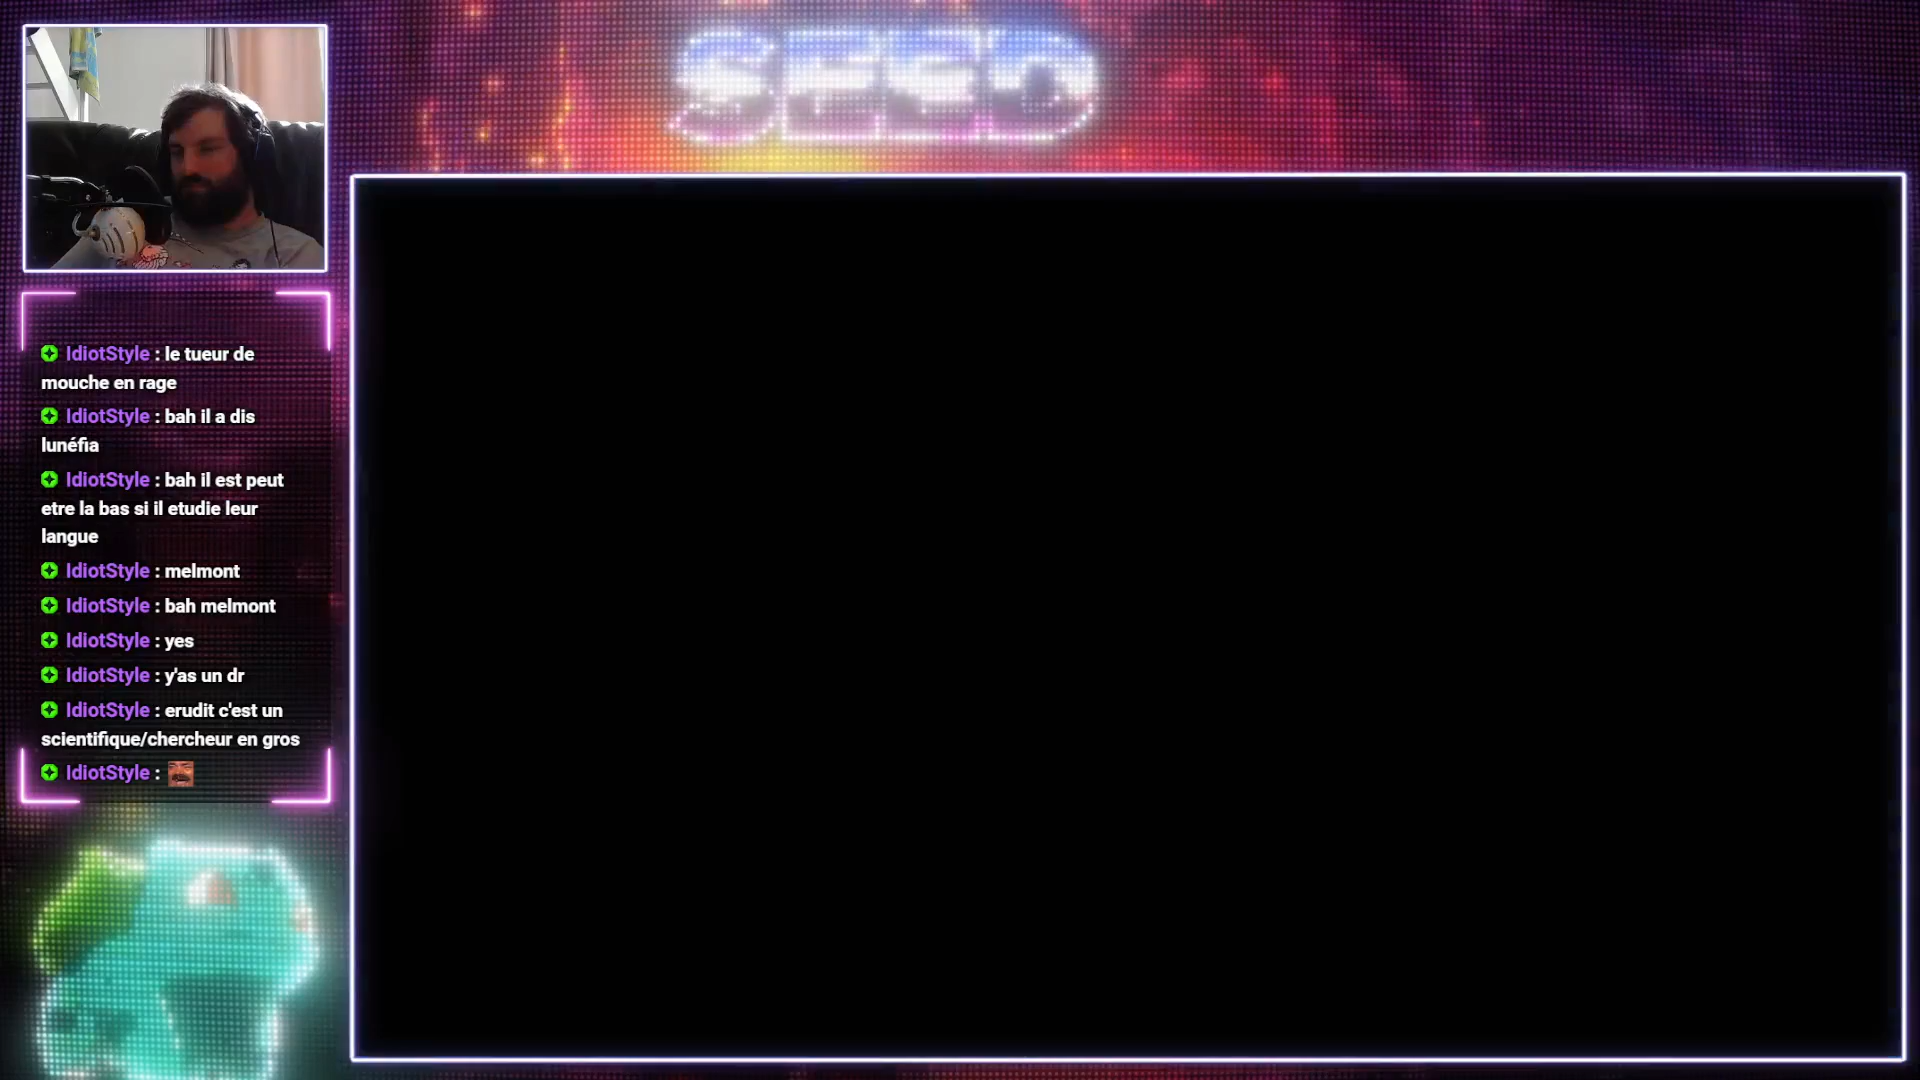 SEED
IdiotStyle : le tueur de
mouche en rage
IdiotStyle : bah il a dis
lunéfia
IdiotStyle : bah il est peut
etre la bas si il etudie leur
langue
IdiotStyle : melmont
IdiotStyle : bah melmont
IdiotStyle : yes
IdiotStyle : y'as un dr
IdiotStyle : erudit c'est un
scientifique/chercheur en gros
IdiotStyle :